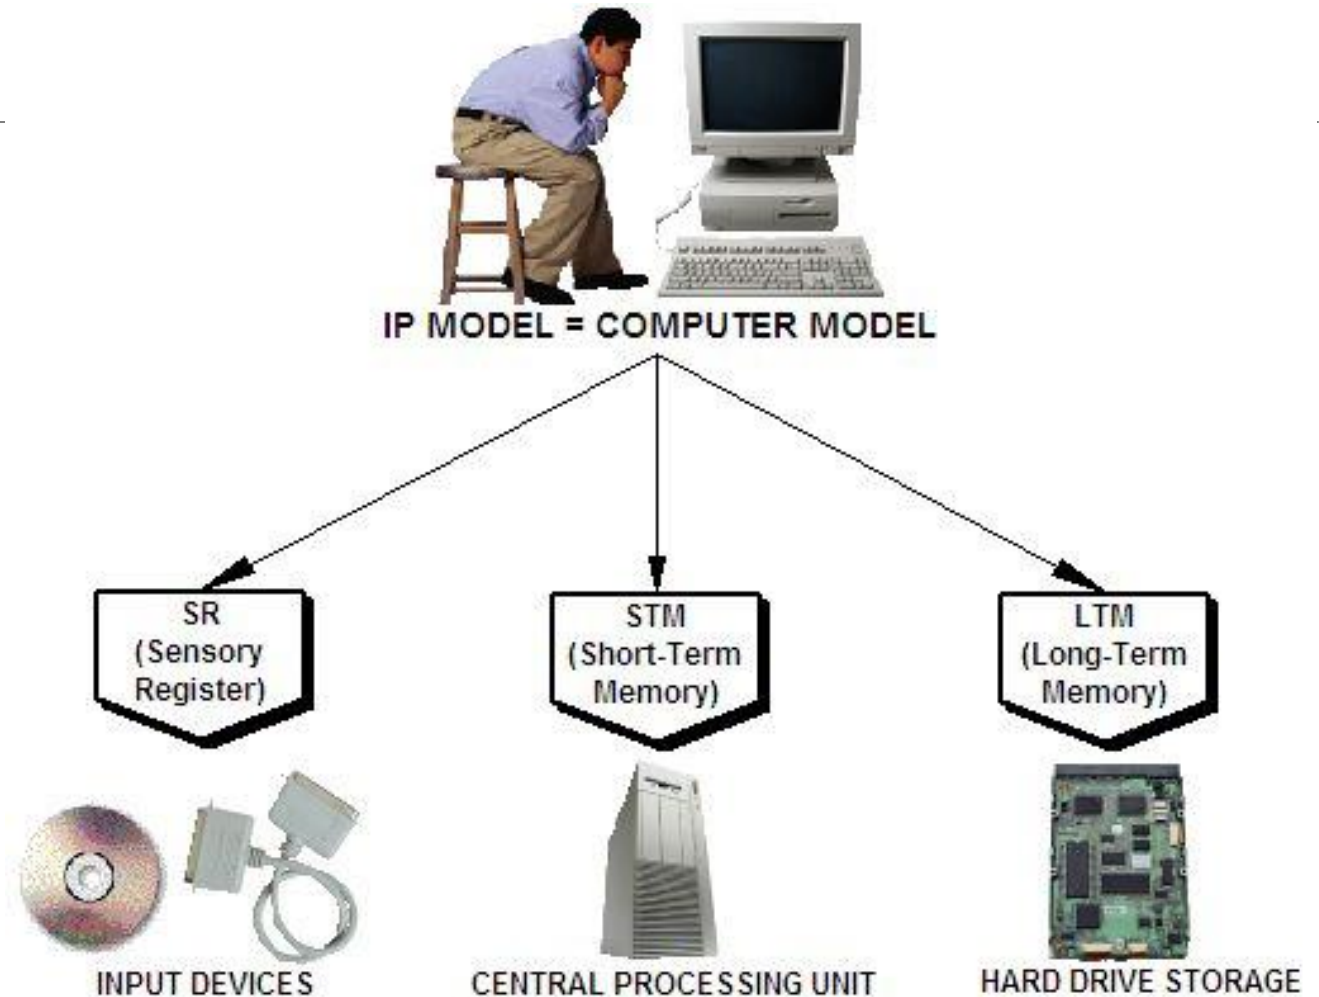 IP MODEL = COMPUTER MODEL
SR
(Sensory
Register)
STM
(Short-Term
Memory)
LTM
(Long-Term
Memory)
INPUT DEVICES
CENTRAL PROCESSING UNIT
HARD DRIVE STORAGE